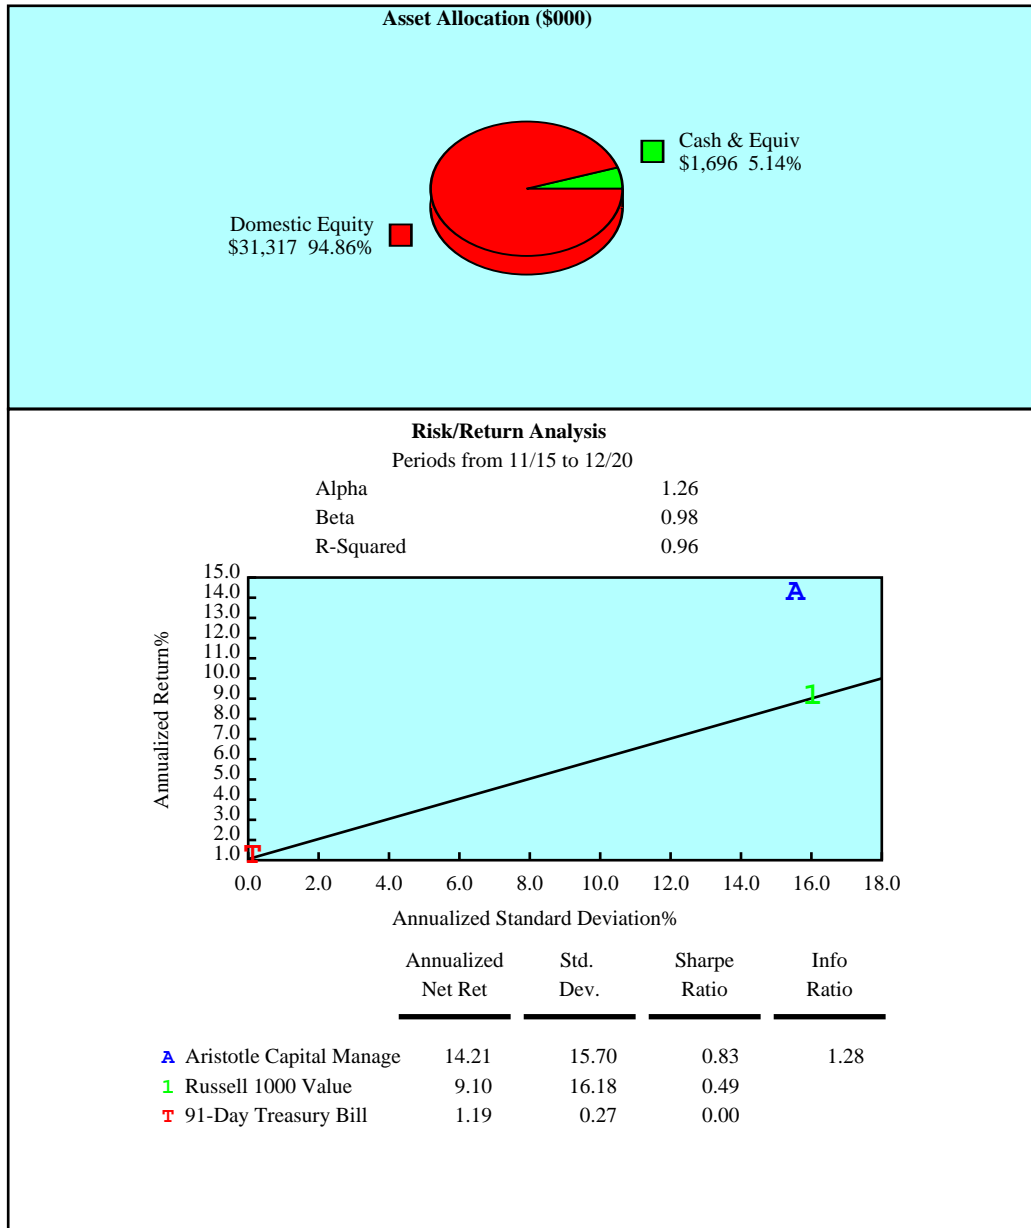 Asset Allocation ($000)
Cash & Equiv
$1,696 5.14%
Domestic Equity
$31,317 94.86%
Risk/Return Analysis
Periods from 11/15 to 12/20
Alpha 1.26
Beta 0.98
R-Squared 0.96
15.0
14.0
13.0
12.0
11.0
10.0
9.0
8.0
7.0
6.0
5.0
4.0
3.0
2.0
1.0
Annualized Return%
A
1
T
0.0 2.0 4.0 6.0 8.0 10.0 12.0 14.0 16.0 18.0
Annualized Standard Deviation%
Annualized Std. Sharpe Info
Net Ret Dev. Ratio Ratio
A Aristotle Capital Manage 14.21 15.70 0.83 1.28
1 Russell 1000 Value 9.10 16.18 0.49
T 91-Day Treasury Bill 1.19 0.27 0.00